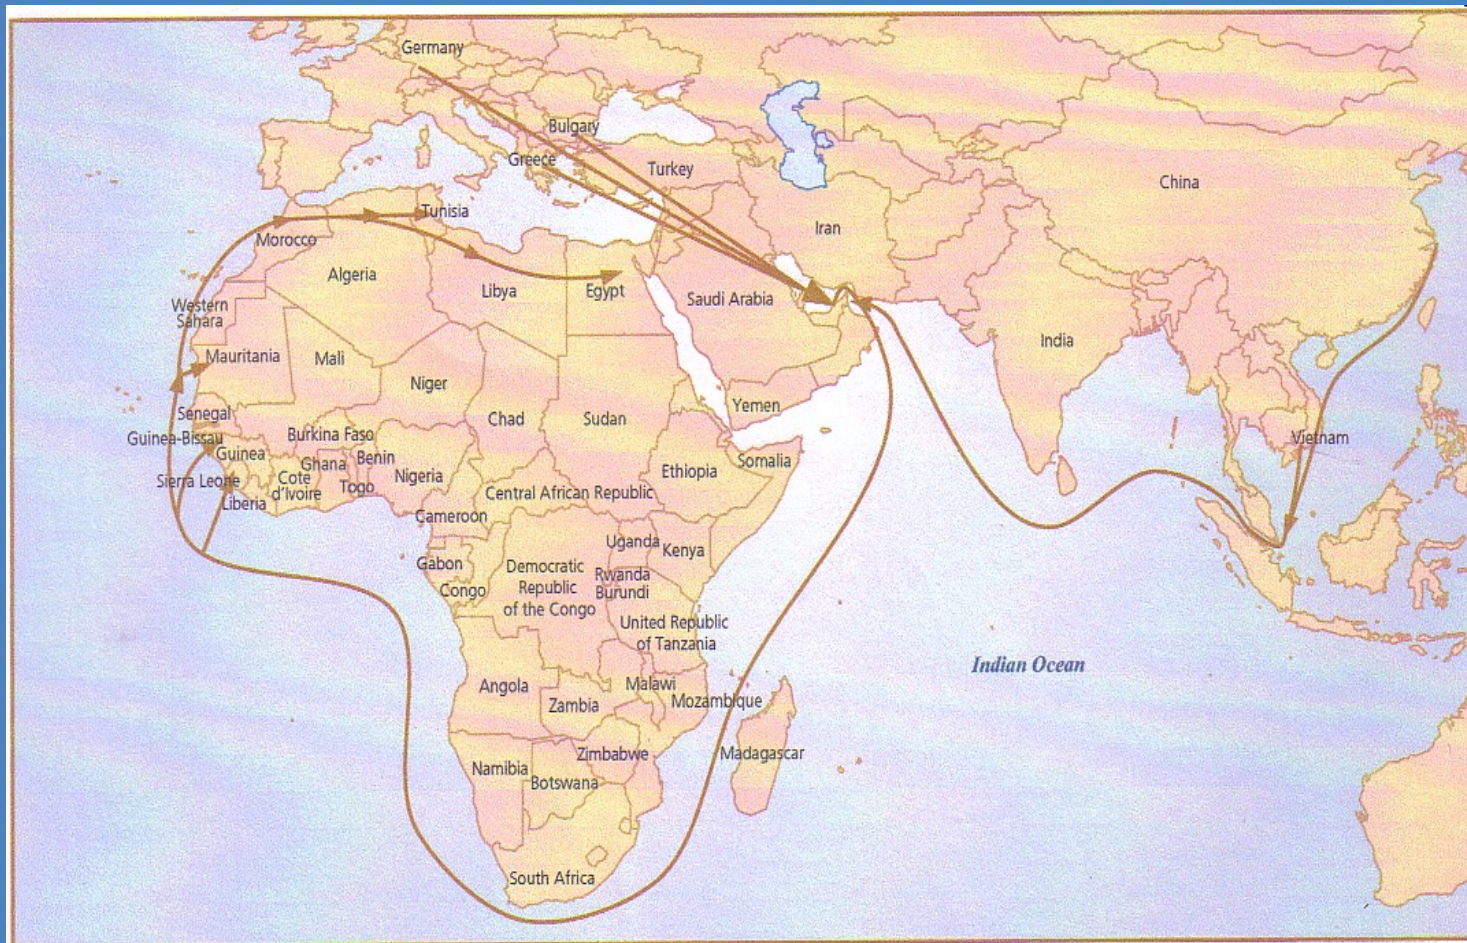 Germany
Bulgary
Greece
Turkey
China
Tunisia
Morocco
Iran
Algeria
Libya
Egypt
Saudi Arabia
Western
Sahara
India
Mauritania
Mali
Niger
Yemen
Senegal
Chad
Sudan
Burkina Faso
Guinea-Bissau
Vietnam
Guinea
Benin
Ghana
Somalia
Ethiopia
Nigeria
Sierra Leone
Cote
d'Ivoire
Togo
Central African Republic
Liberia
Cameroon
Uganda
Kenya
Gabon
Democratic
Republic
of the Congo
Rwanda
Burundi
Congo
United Republic
of Tanzania
Indian Ocean
Angola
Malawi
Mozambique
Zambia
Zimbabwe
Madagascar
Namibia
Botswana
South Africa